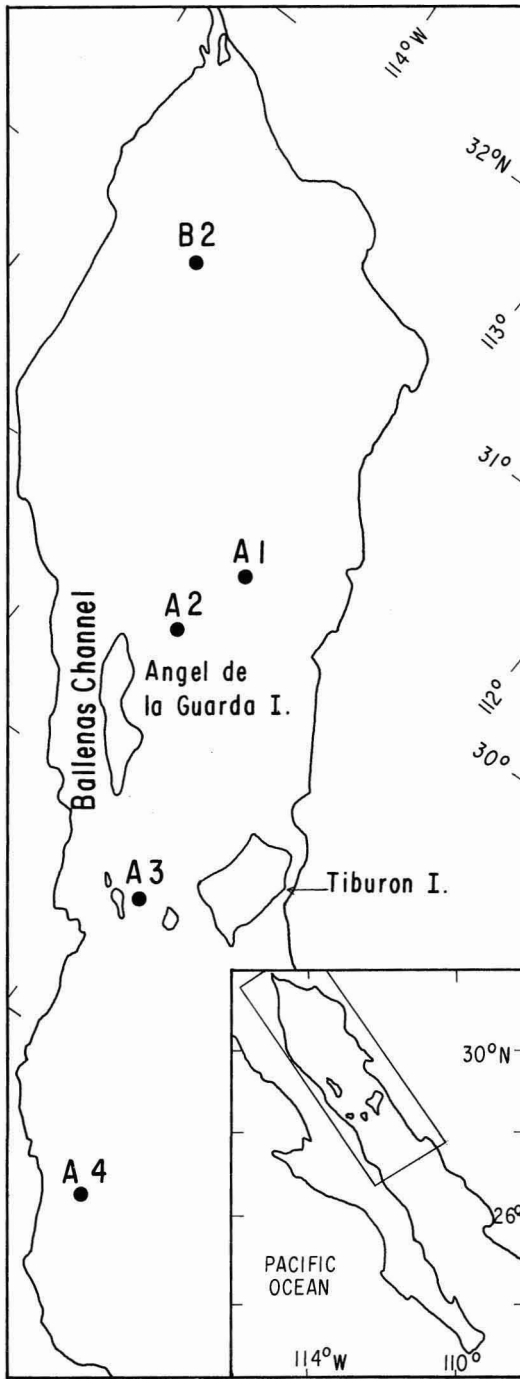 114°W
32°N
B2
113°
31°
A1
A2
Ballenas Channel
Angel de
la Guarda I.
112°
30°
A3
Tiburon I.
30°N
A4
26°
PACIFIC
OCEAN
114°W
110°